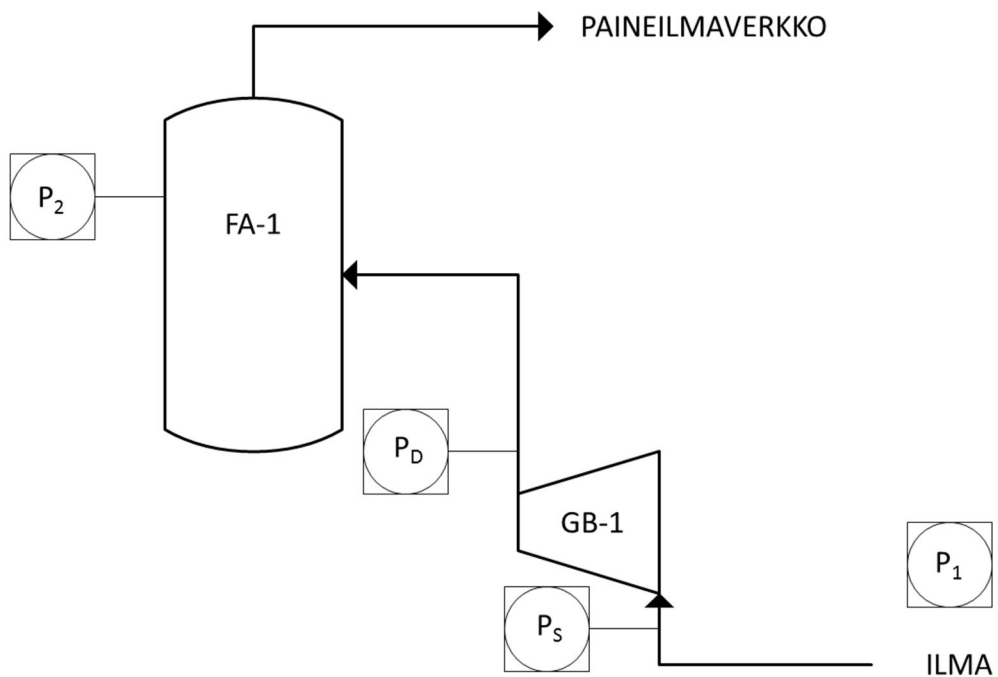 PAINEILMAVERKKO
P2
FA-1
PD
GB-1
P1
PS
ILMA